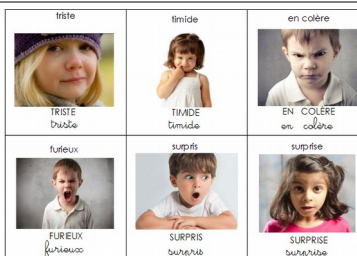 triste
timide
en colère
TRISTE
TIMIDE
EN COLÈRE
triste
timide
en colère
furieux
surpris
surprise
FURIEUX
SURPRIS
SURPRISE
furieux
surpris
surprise